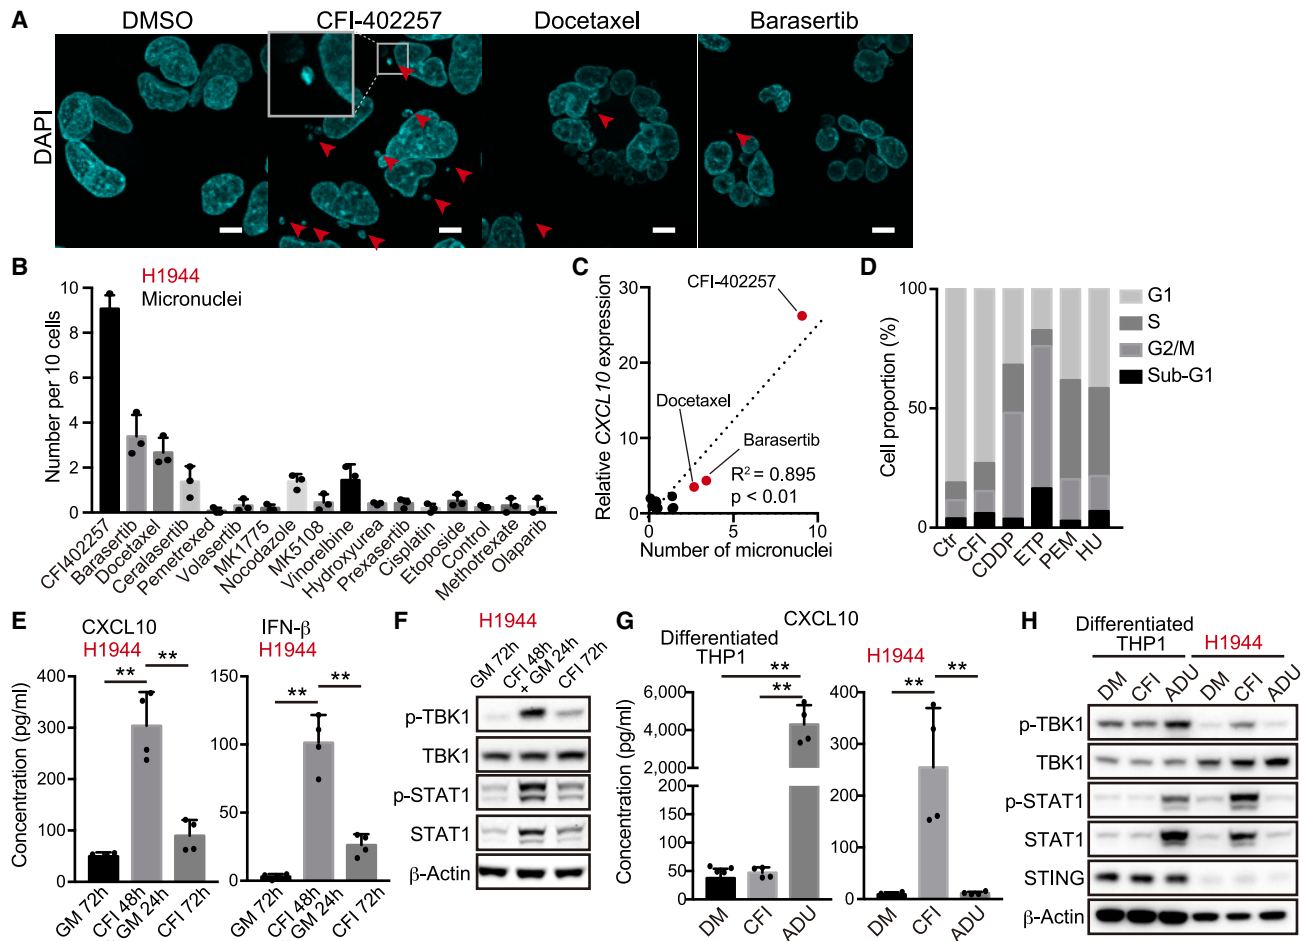 A
DMSO
CFI-402257
Docetaxel
Barasertib
DAPI
B
H1944
Micronuclei
Number per 10 cells
10
8
6
4
2
0
CFI402257
Barasertib
Docetaxel
Ceralasertib
Pemetrexed
Volasertib
MK1775
Nocodazole
MK5108
Vinorelbine
Hydroxyurea
Prexasertib
Cisplatin
Etoposide
Control
Methotrexate
Olaparib
C
Relative CXCL10 expression
30
20
10
0
CFI-402257
Docetaxel
Barasertib
R² = 0.895
p < 0.01
0
5
10
Number of micronuclei
D
Cell proportion (%)
100
50
0
G1
S
G2/M
Sub-G1
Ctr
CFI
CDDP
ETP
PEM
HU
E
CXCL10
H1944
Concentration (pg/ml)
400
300
200
100
0
**
**
GM 72h
CFI 48h
GM 24h
CFI 72h
IFN-β
H1944
150
100
50
0
**
**
GM 72h
CFI 48h
GM 24h
CFI 72h
F
H1944
GM 72h
CFI 48h
+ GM 24h
CFI 72h
p-TBK1
TBK1
p-STAT1
STAT1
β-Actin
G
CXCL10
Differentiated
THP1
Concentration (pg/ml)
6,000
4,000
2,000
200
150
100
50
0
**
**
DM
CFI
ADU
H1944
400
300
200
100
0
**
**
DM
CFI
ADU
H
Differentiated
THP1
H1944
DM
CFI
ADU
DM
CFI
ADU
p-TBK1
TBK1
p-STAT1
STAT1
STING
β-Actin